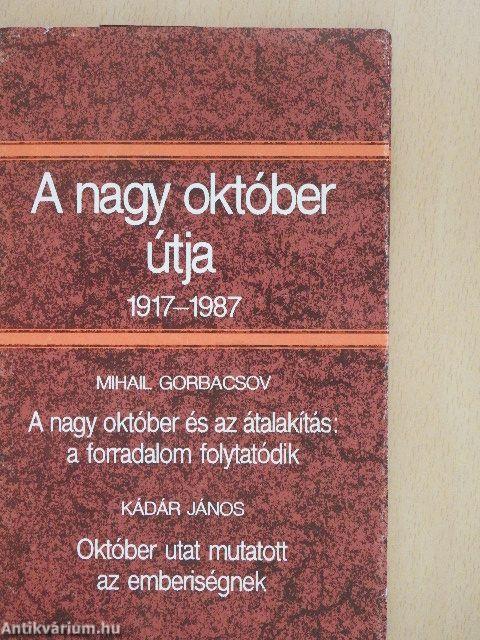 A nagy október
útja
1917–1987
MIHAIL GORBACSOV
A nagy október és az átalakítás:
a forradalom folytatódik
KÁDÁR JÁNOS
Október utat mutatott
az emberiségnek
Antikvárium.hu